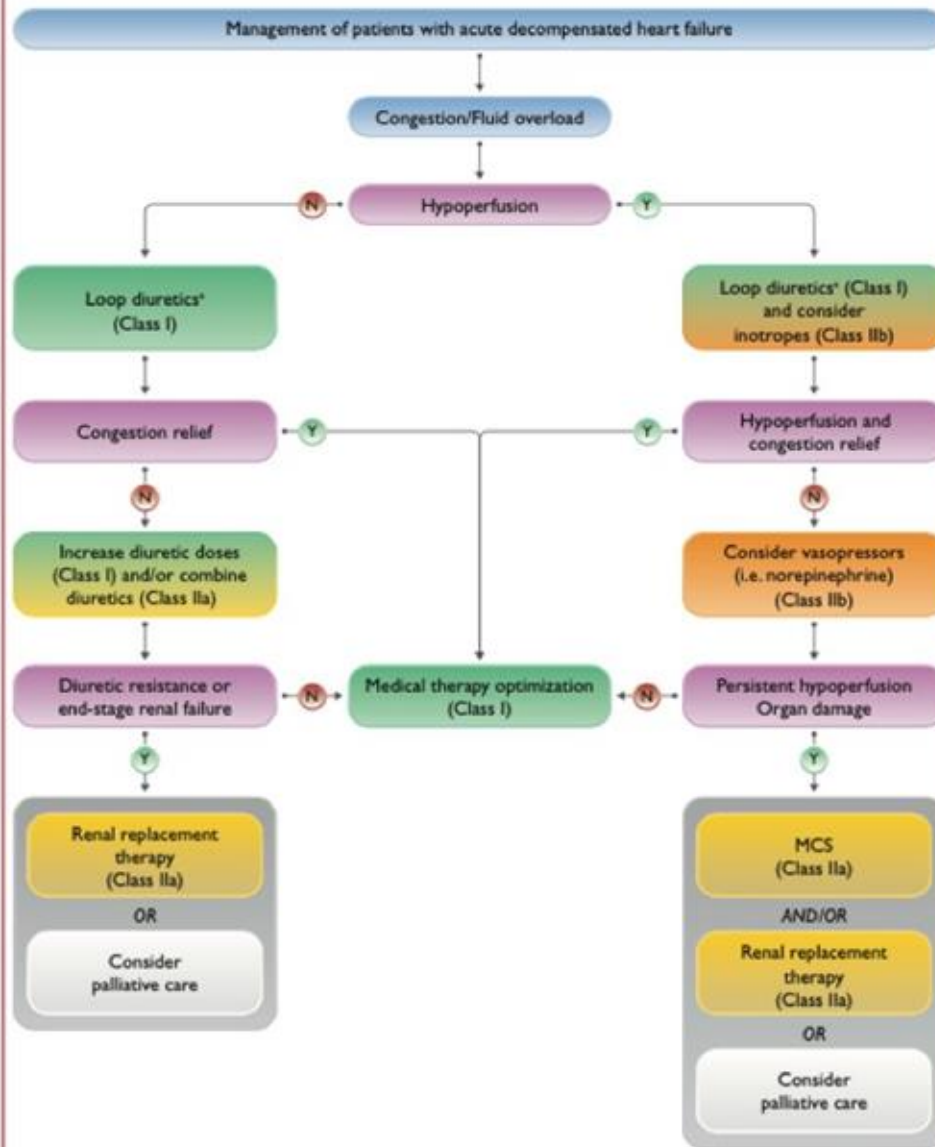 Management of patients with acute decompensated heart failure
Congestion/Fluid overload
N
Hypoperfusion
Y
Loop diuretics*
(Class I)
Loop diuretics* (Class I)
and consider
inotropes (Class IIb)
Congestion relief
Y
Y
Hypoperfusion and
congestion relief
N
N
Increase diuretic doses
(Class I) and/or combine
diuretics (Class IIa)
Consider vasopressors
(i.e. norepinephrine)
(Class IIb)
Diuretic resistance or
end-stage renal failure
N
Medical therapy optimization
(Class I)
N
Persistent hypoperfusion
Organ damage
Y
Y
Renal replacement
therapy
(Class IIa)
OR
Consider
palliative care
MCS
(Class IIa)
AND/OR
Renal replacement
therapy
(Class IIa)
OR
Consider
palliative care